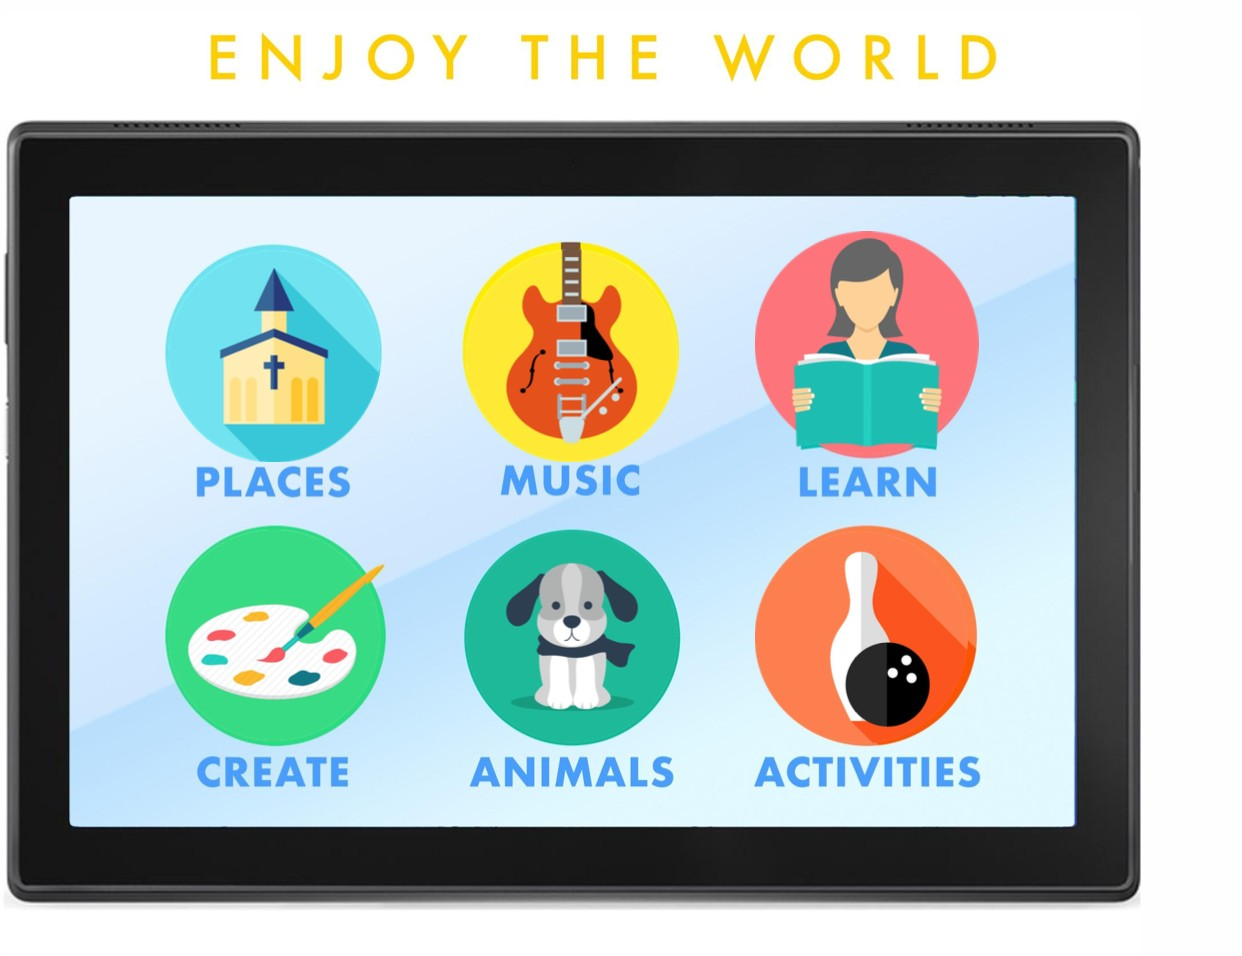 ENJOY THE WORLD
PLACES
MUSIC
LEARN
CREATE
ANIMALS
ACTIVITIES